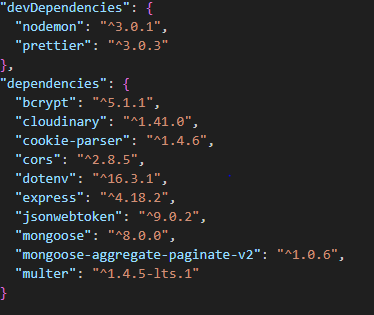 "devDependencies": {
"nodemon": "^3.0.1",
"prettier": "^3.0.3"
},
"dependencies": {
"bcrypt": "^5.1.1",
"cloudinary": "^1.41.0",
"cookie-parser": "^1.4.6",
"cors": "^2.8.5",
"dotenv": "^16.3.1",
"express": "^4.18.2",
"jsonwebtoken": "^9.0.2",
"mongoose": "^8.0.0",
"mongoose-aggregate-paginate-v2": "^1.0.6",
"multer": "^1.4.5-lts.1"
}